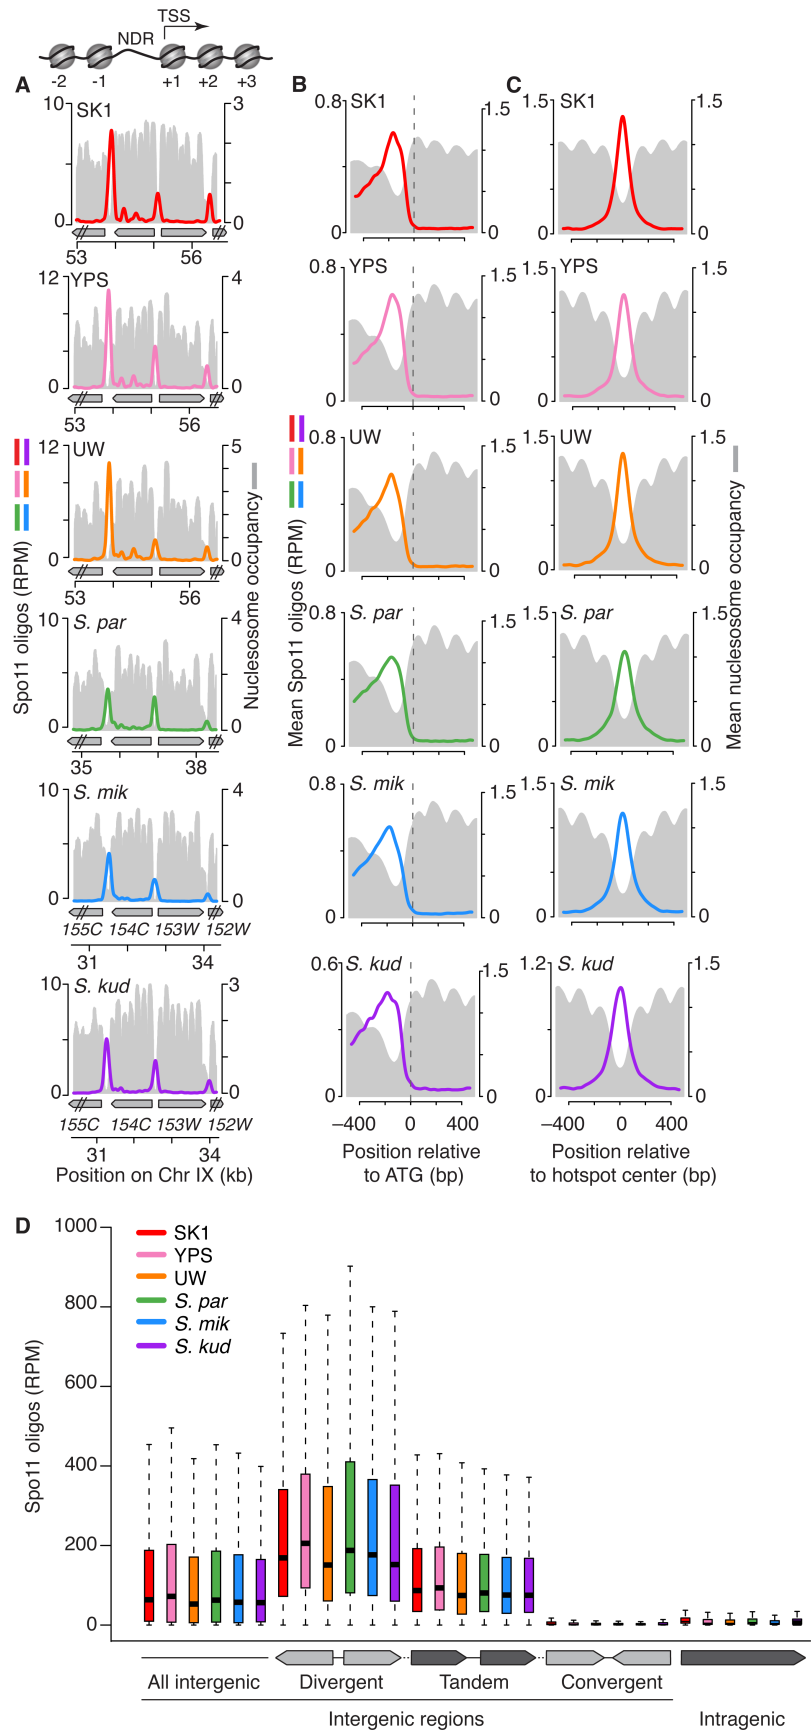 TSS
NDR
-2 -1 +1 +2 +3
A
B
C
10 SK1 3
0 0
53 56
12 YPS 4
0 0
53 56
12 UW 5
0 0
53 56
10 S. par 4
0 0
35 38
10 S. mik 4
0 0
155C 154C 153W 152W
31 34
10 S. kud 3
0 0
155C 154C 153W 152W
31 34
Position on Chr IX (kb)
Spo11 oligos (RPM)
Nuclesosome occupancy
0.8 SK1 1.5
0 0
0.8 YPS 1.5
0 0
0.8 UW 1.5
0 0
0.8 S. par 1.5
0 0
0.8 S. mik 1.5
0 0
0.6 S. kud 1.5
0 0
−400 0 400
Position relative
to ATG (bp)
Mean Spo11 oligos (RPM)
1.5 SK1 1.5
0 0
1.5 YPS 1.5
0 0
1.5 UW 1.5
0 0
1.5 S. par 1.5
0 0
1.5 S. mik 1.5
0 0
1.2 S. kud 1.5
0 0
−400 0 400
Position relative
to hotspot center (bp)
Mean nuclesosome occupancy
D
1000
800
600
400
200
0
Spo11 oligos (RPM)
SK1
YPS
UW
S. par
S. mik
S. kud
All intergenic Divergent Tandem Convergent
Intergenic regions Intragenic